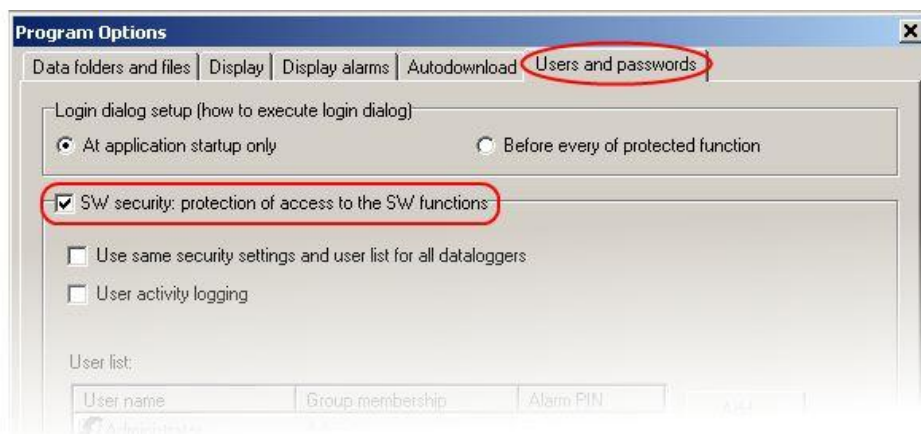 Program Options
Data folders and files Display Display alarms Autodownload Users and passwords
Login dialog setup (how to execute login dialog)
At application startup only Before every of protected function
SW security: protection of access to the SW functions
Use same security settings and user list for all dataloggers
User activity logging
User list:
User name Group membership Alarm PIN
Administrator